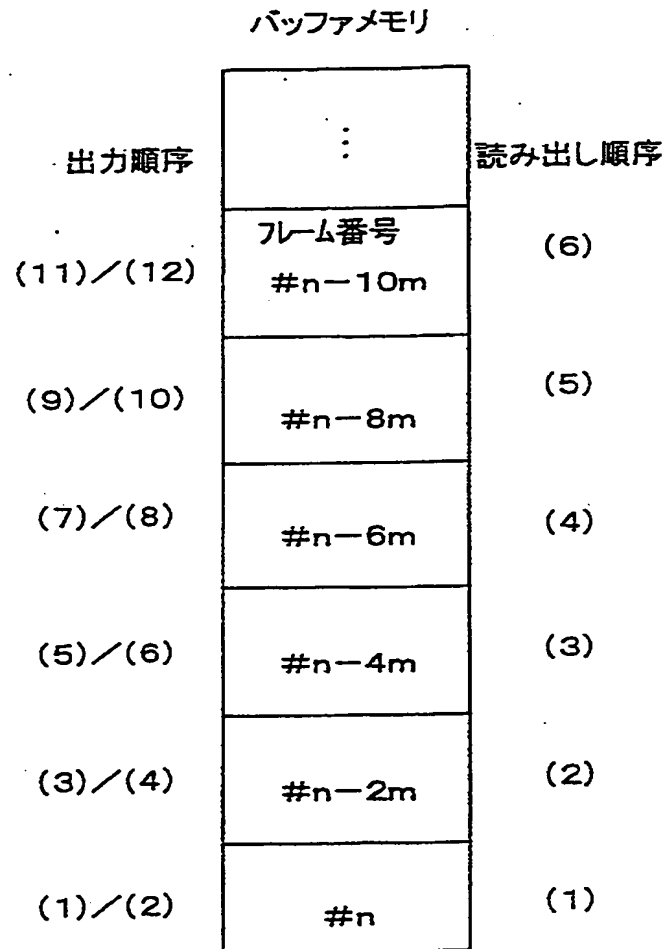 バッファメモリ
出力順序
⋮
読み出し順序
フレーム番号
(11)/(12)
#n-10m
(6)
(9)/(10)
#n-8m
(5)
(7)/(8)
#n-6m
(4)
(5)/(6)
#n-4m
(3)
(3)/(4)
#n-2m
(2)
(1)/(2)
#n
(1)